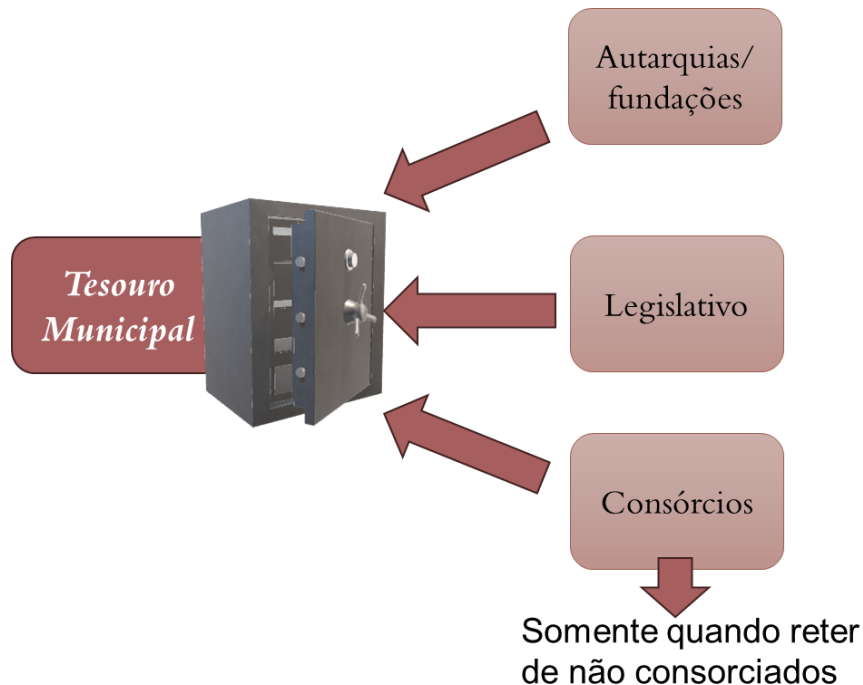 Autarquias/
fundações
Tesouro
Municipal
Legislativo
Consórcios
Somente quando reter
de não consorciados